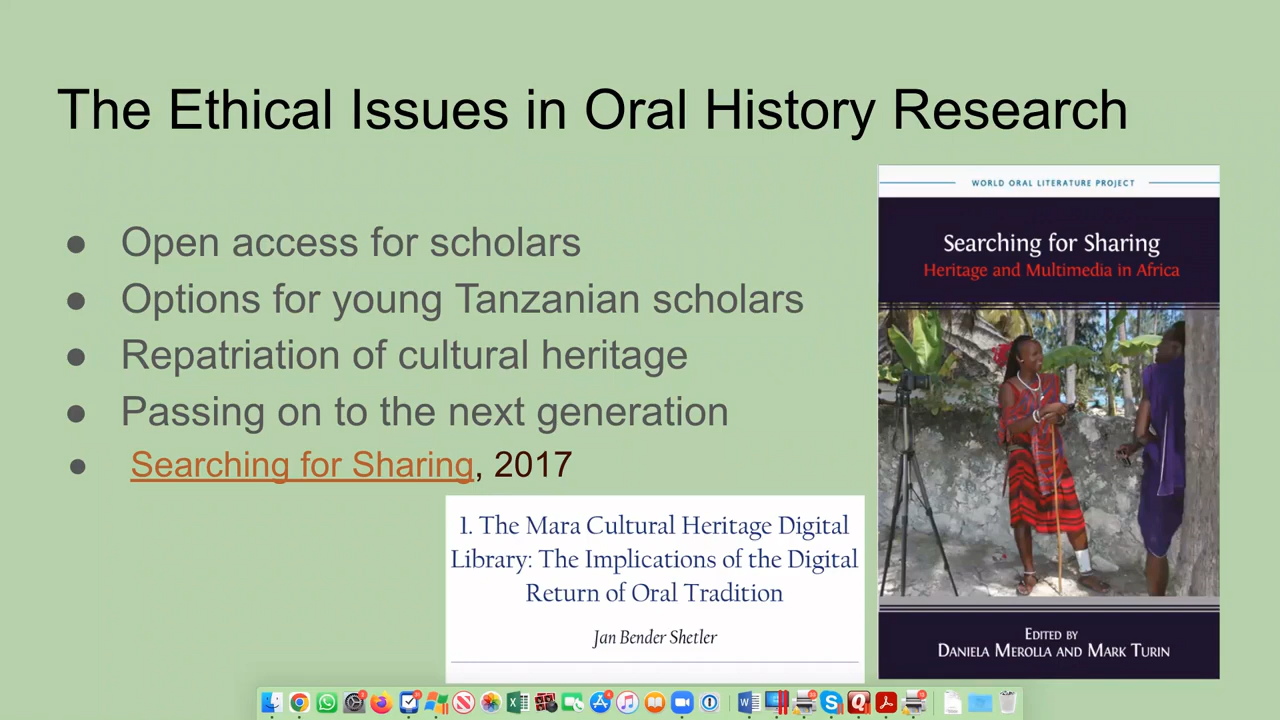 The Ethical Issues in Oral History Research
● Open access for scholars
● Options for young Tanzanian scholars
● Repatriation of cultural heritage
● Passing on to the next generation
● Searching for Sharing, 2017
1. The Mara Cultural Heritage Digital
Library: The Implications of the Digital
Return of Oral Tradition
Jan Bender Shetler
WORLD ORAL LITERATURE PROJECT
Searching for Sharing
Heritage and Multimedia in Africa
EDITED BY
DANIELA MEROLLA AND MARK TURIN